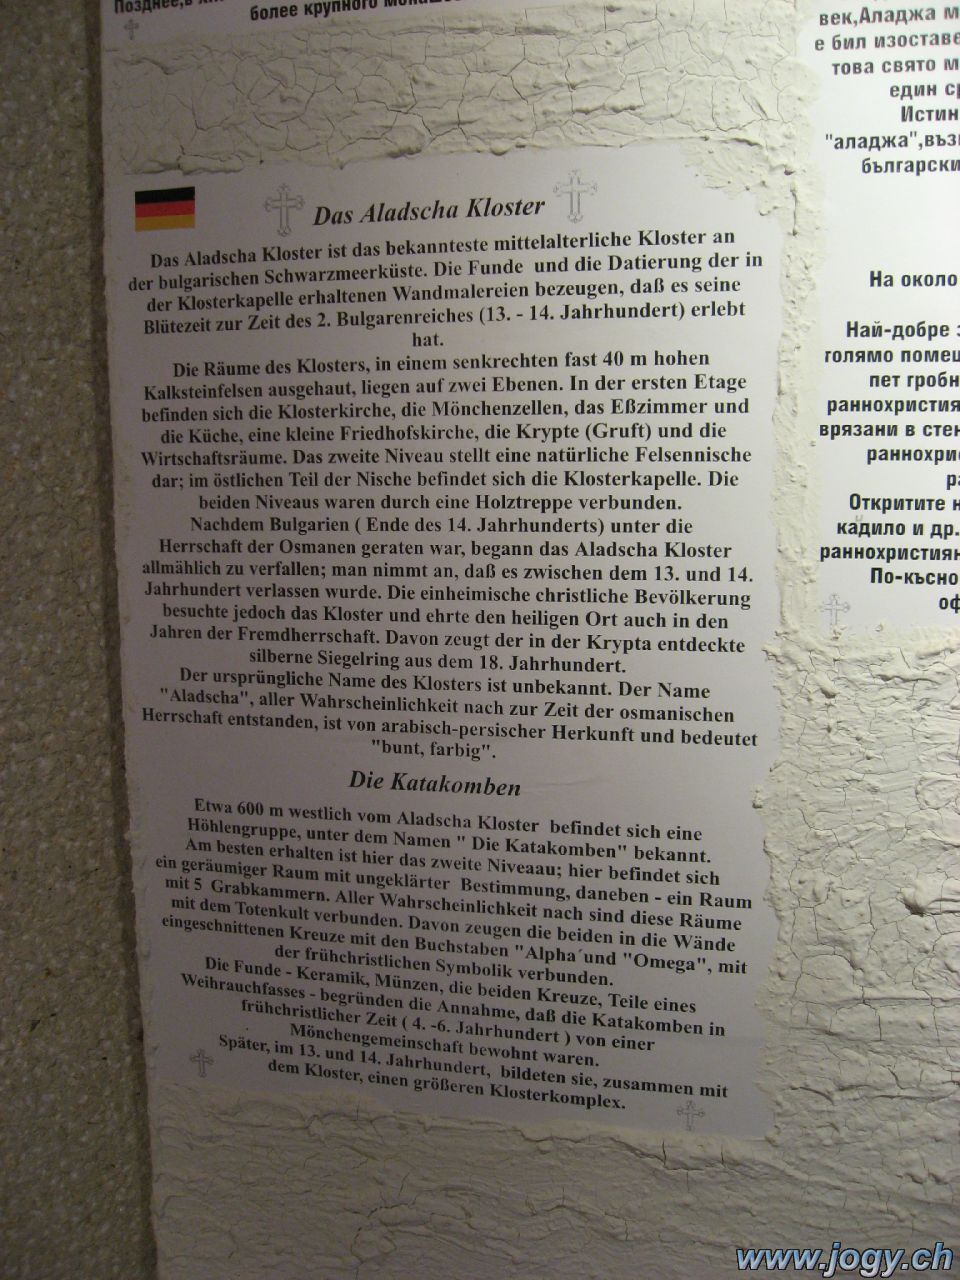 Позднее,в
более крупного
Das Aladscha Kloster
Das Aladscha Kloster ist das bekannteste mittelalterliche Kloster an
der bulgarischen Schwarzmeerküste. Die Funde und die Datierung der in
der Klosterkapelle erhaltenen Wandmalereien bezeugen, daß es seine
Blütezeit zur Zeit des 2. Bulgarenreiches (13. - 14. Jahrhundert) erlebt
hat.
Die Räume des Klosters, in einem senkrechten fast 40 m hohen
Kalksteinfelsen ausgehaut, liegen auf zwei Ebenen. In der ersten Etage
befinden sich die Klosterkirche, die Mönchenzellen, das Eßzimmer und
die Küche, eine kleine Friedhofskirche, die Krypte (Gruft) und die
Wirtschaftsräume. Das zweite Niveau stellt eine natürliche Felsennische
dar; im östlichen Teil der Nische befindet sich die Klosterkapelle. Die
beiden Niveaus waren durch eine Holztreppe verbunden.
Nachdem Bulgarien ( Ende des 14. Jahrhunderts) unter die
Herrschaft der Osmanen geraten war, begann das Aladscha Kloster
allmählich zu verfallen; man nimmt an, daß es zwischen dem 13. und 14.
Jahrhundert verlassen wurde. Die einheimische christliche Bevölkerung
besuchte jedoch das Kloster und ehrte den heiligen Ort auch in den
Jahren der Fremdherrschaft. Davon zeugt der in der Krypta entdeckte
silberne Siegelring aus dem 18. Jahrhundert.
Der ursprüngliche Name des Klosters ist unbekannt. Der Name
"Aladscha", aller Wahrscheinlichkeit nach zur Zeit der osmanischen
Herrschaft entstanden, ist von arabisch-persischer Herkunft und bedeutet
"bunt, farbig".
Die Katakomben
Etwa 600 m westlich vom Aladscha Kloster befindet sich eine
Höhlengruppe, unter dem Namen " Die Katakomben" bekannt.
Am besten erhalten ist hier das zweite Niveaau; hier befindet sich
ein geräumiger Raum mit ungeklärter Bestimmung, daneben - ein Raum
mit 5 Grabkammern. Aller Wahrscheinlichkeit nach sind diese Räume
mit dem Totenkult verbunden. Davon zeugen die beiden in die Wände
eingeschnittenen Kreuze mit den Buchstaben "Alpha´und "Omega", mit
der frühchristlichen Symbolik verbunden.
Die Funde - Keramik, Münzen, die beiden Kreuze, Teile eines
Weihrauchfasses - begründen die Annahme, daß die Katakomben in
frühchristlicher Zeit ( 4. -6. Jahrhundert ) von einer
Mönchengemeinschaft bewohnt waren.
Später, im 13. und 14. Jahrhundert, bildeten sie, zusammen mit
dem Kloster, einen größeren Klosterkomplex.
век,Аладжа
е бил
това свято
един
"аладжа"
На около
Най-добре
голямо
пет
врязани в
Откритите
кадило и др.
По-късно
www.jogy.ch